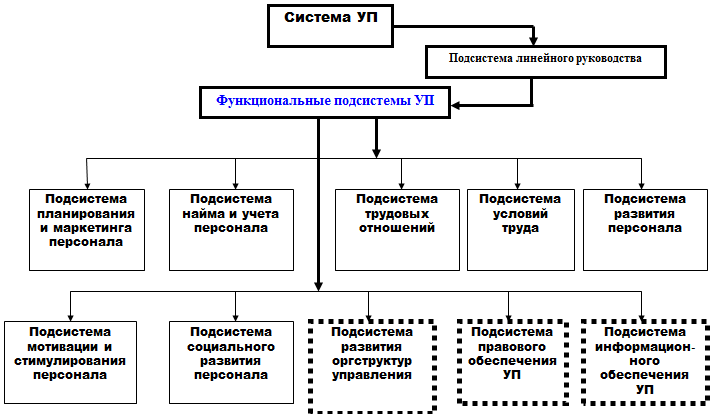 Система УП
Подсистема линейного руководства
Функциональные подсистемы УП
Подсистема
планирования
и маркетинга
персонала
Подсистема
найма и учета
персонала
Подсистема
трудовых
отношений
Подсистема
условий
труда
Подсистема
развития
персонала
Подсистема
мотивации и
стимулирования
персонала
Подсистема
социального
развития
персонала
Подсистема
развития
оргструктур
управления
Подсистема
правового
обеспечения
УП
Подсистема
информацион-
ного
обеспечения
УП